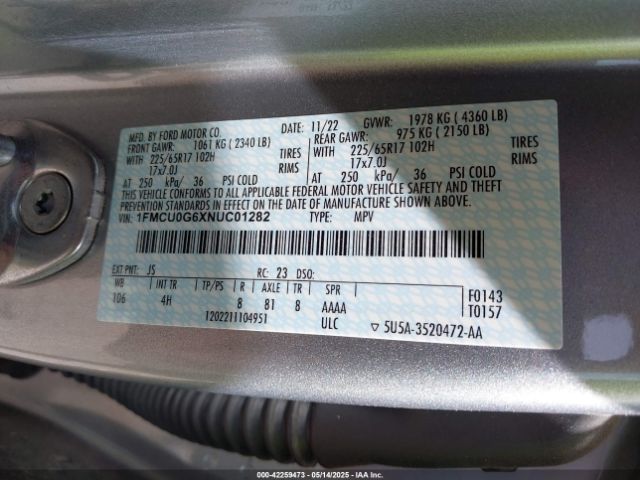 MFD. BY FORD MOTOR CO. 11/22 GVWR: 1978 KG ( 4360 LB)
FRONT GAWR: 1061 KG ( 2340 LB) REAR GAWR: 975 KG ( 2150 LB)
WITH 225/65R17 102H TIRES WITH 225/65R17 102H TIRES
17x7.0J RIMS 17x7.0J RIMS
AT 250 kPa/ 36 PSI COLD AT 250 kPa/ 36 PSI COLD
THIS VEHICLE CONFORMS TO ALL APPLICABLE FEDERAL MOTOR VEHICLE SAFETY AND THEFT
PREVENTION STANDARDS IN EFFECT ON THE DATE OF MANUFACTURE SHOWN ABOVE.
VIN: 1FMCU0G6XNUC01282 TYPE: MPV
EXT PNT: JS RC: 23 DSO:
WB INT TR TP/PS R AXLE TR SPR
106 4H 8 81 8 AAAA
1202211104951 ULC
F0143
T0157
5U5A-3520472-AA
000-42259473 - 05/14/2025 - IAAI.COM